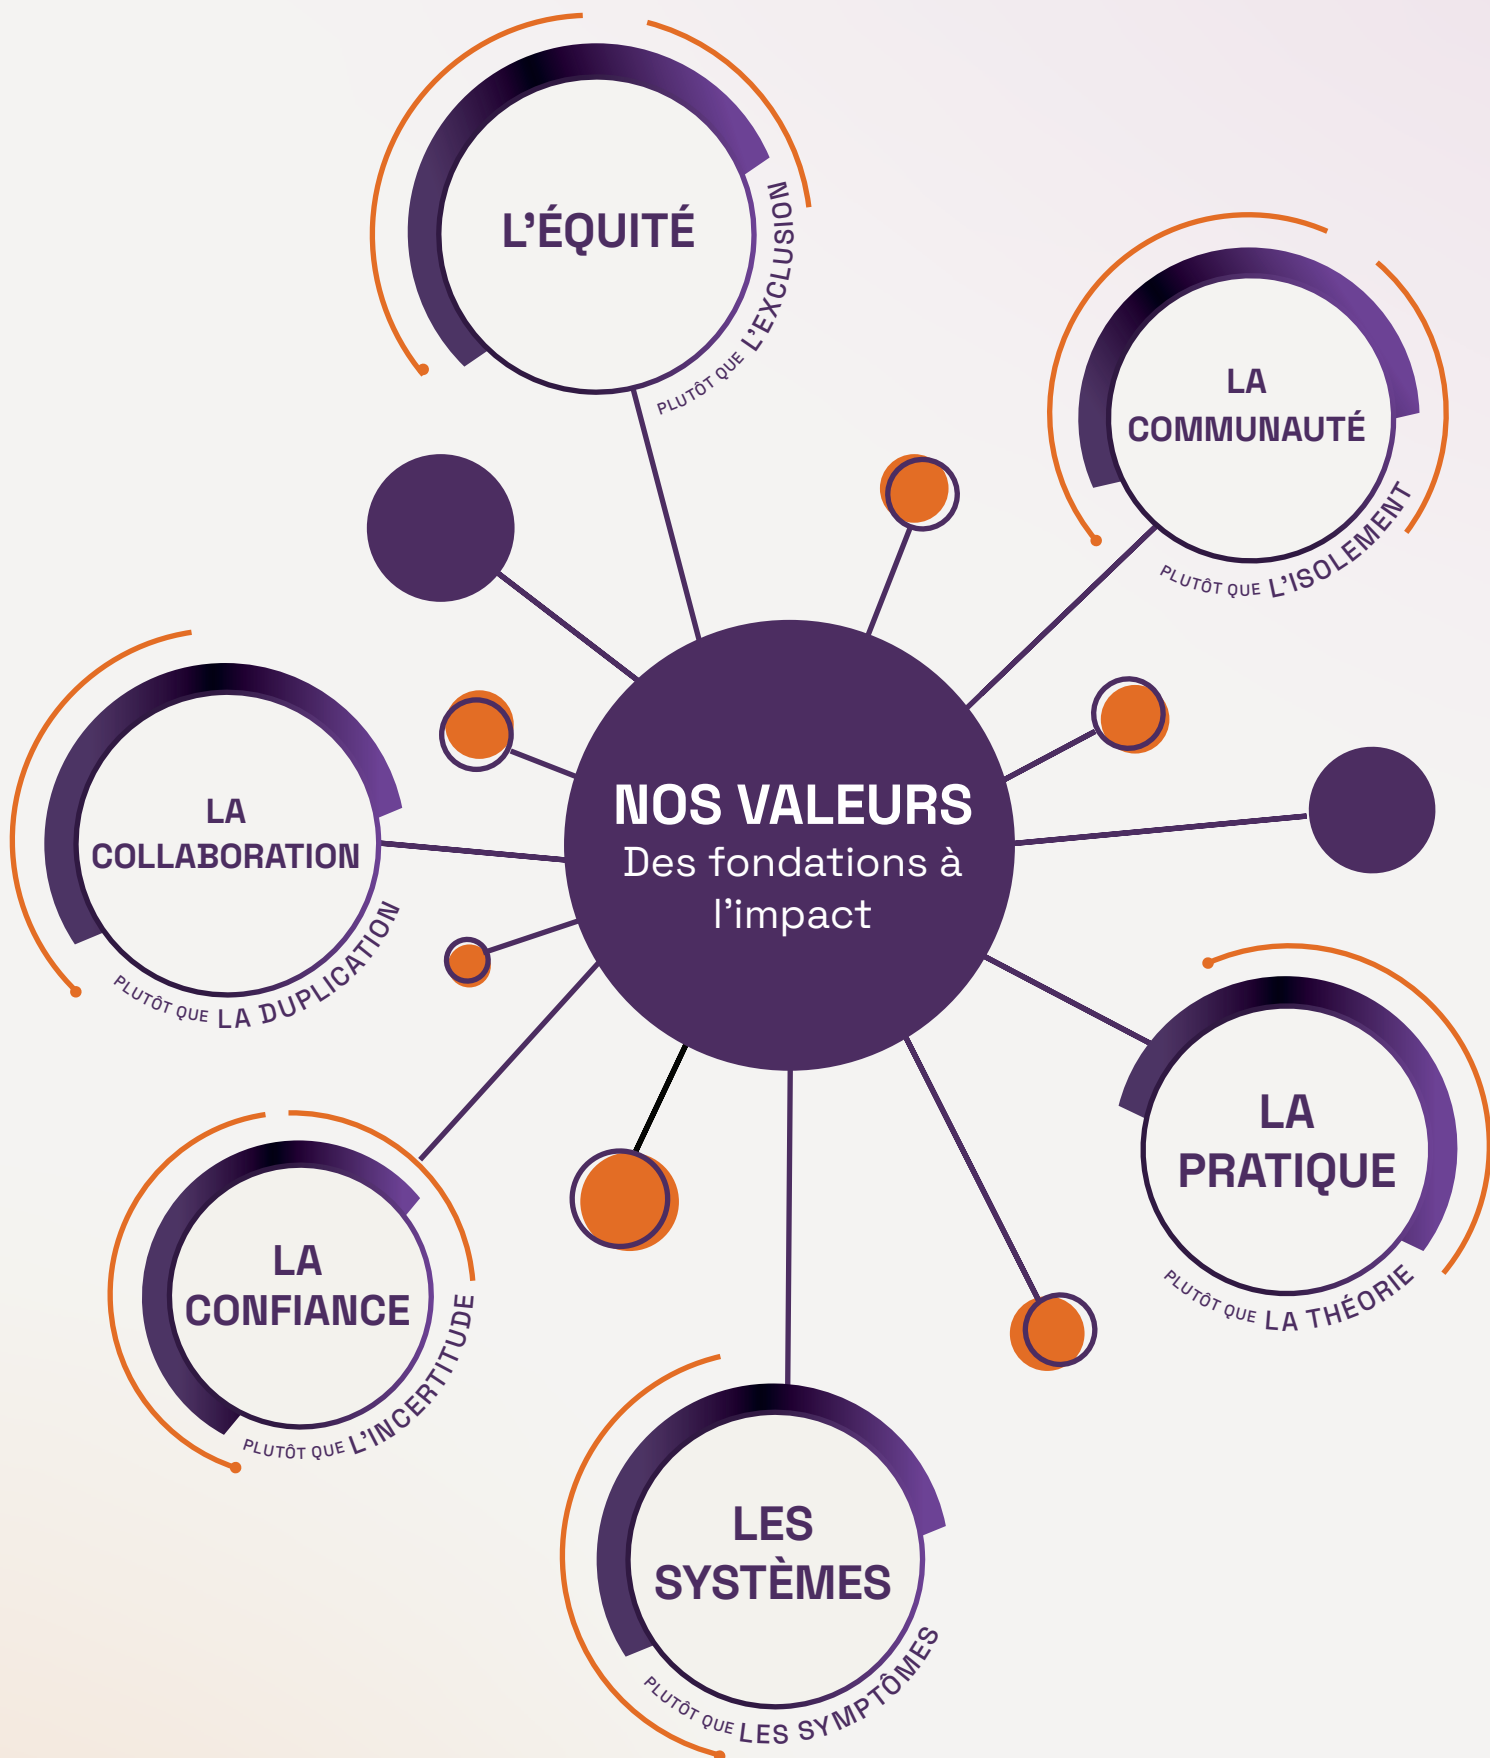 L'ÉQUITÉ
PLUTÔT QUE L'EXCLUSION
LA
COMMUNAUTÉ
PLUTÔT QUE L'ISOLEMENT
NOS VALEURS
Des fondations à
l'impact
LA
COLLABORATION
PLUTÔT QUE LA DUPLICATION
LA
PRATIQUE
PLUTÔT QUE LA THÉORIE
LA
CONFIANCE
PLUTÔT QUE L'INCERTITUDE
LES
SYSTÈMES
PLUTÔT QUE LES SYMPTÔMES